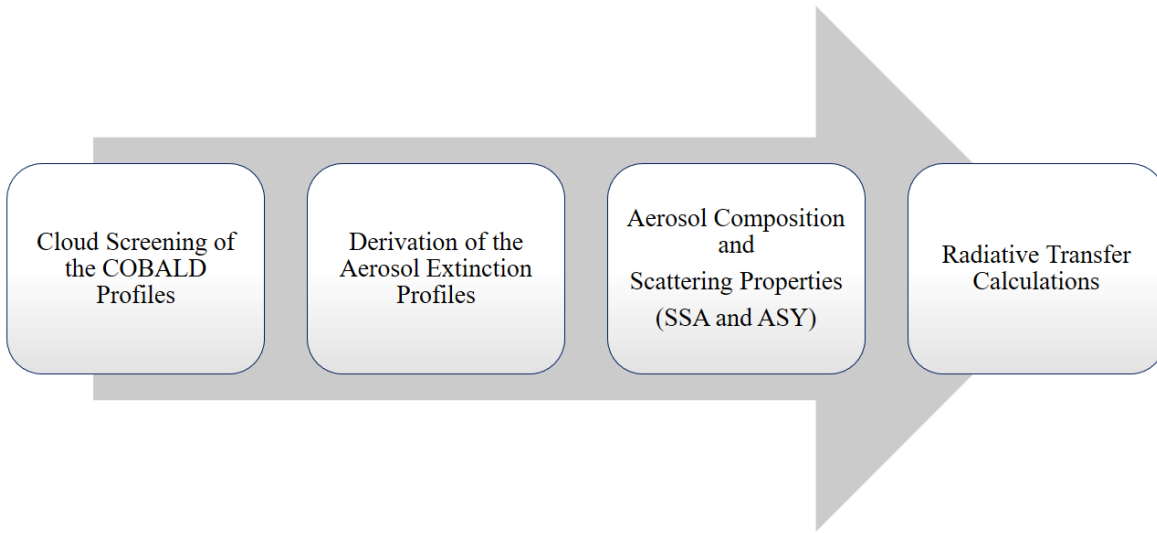 Cloud Screening of
the COBALD
Profiles
Derivation of the
Aerosol Extinction
Profiles
Aerosol Composition
and
Scattering Properties
(SSA and ASY)
Radiative Transfer
Calculations